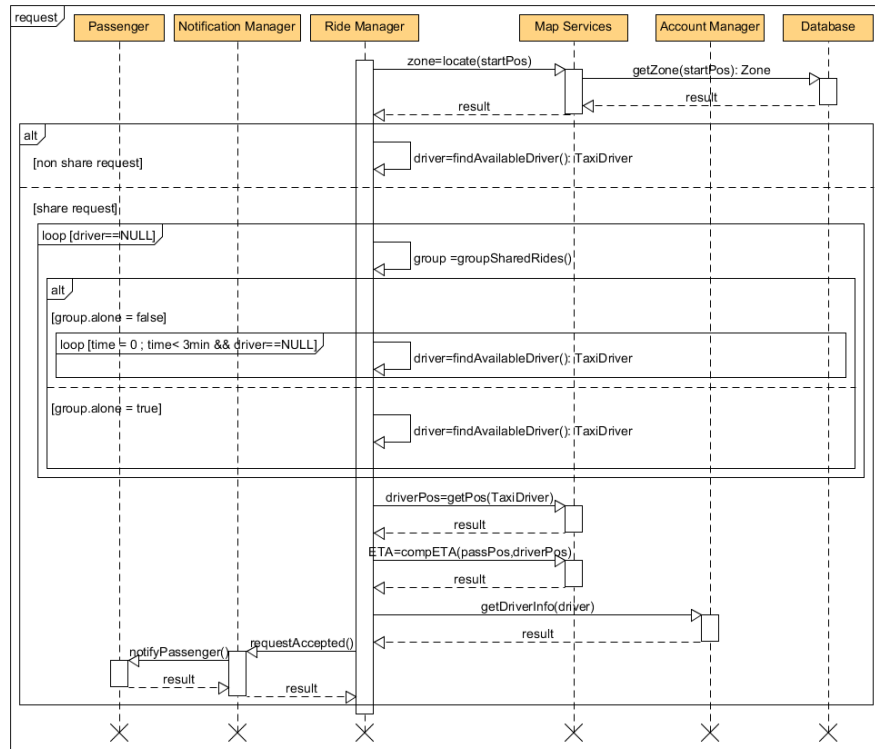 request
Passenger
Notification Manager
Ride Manager
Map Services
Account Manager
Database
zone=locate(startPos)
getZone(startPos): Zone
result
result
alt
[non share request]
driver=findAvailableDriver(): TaxiDriver
[share request]
loop [driver==NULL]
group =groupSharedRides()
alt
[group.alone = false]
loop [time = 0 ; time< 3min && driver==NULL]
driver=findAvailableDriver(): TaxiDriver
[group.alone = true]
driver=findAvailableDriver(): TaxiDriver
driverPos=getPos(TaxiDriver)
result
ETA=compETA(passPos,driverPos)
result
getDriverInfo(driver)
result
requestAccepted()
notifyPassenger()
result
result